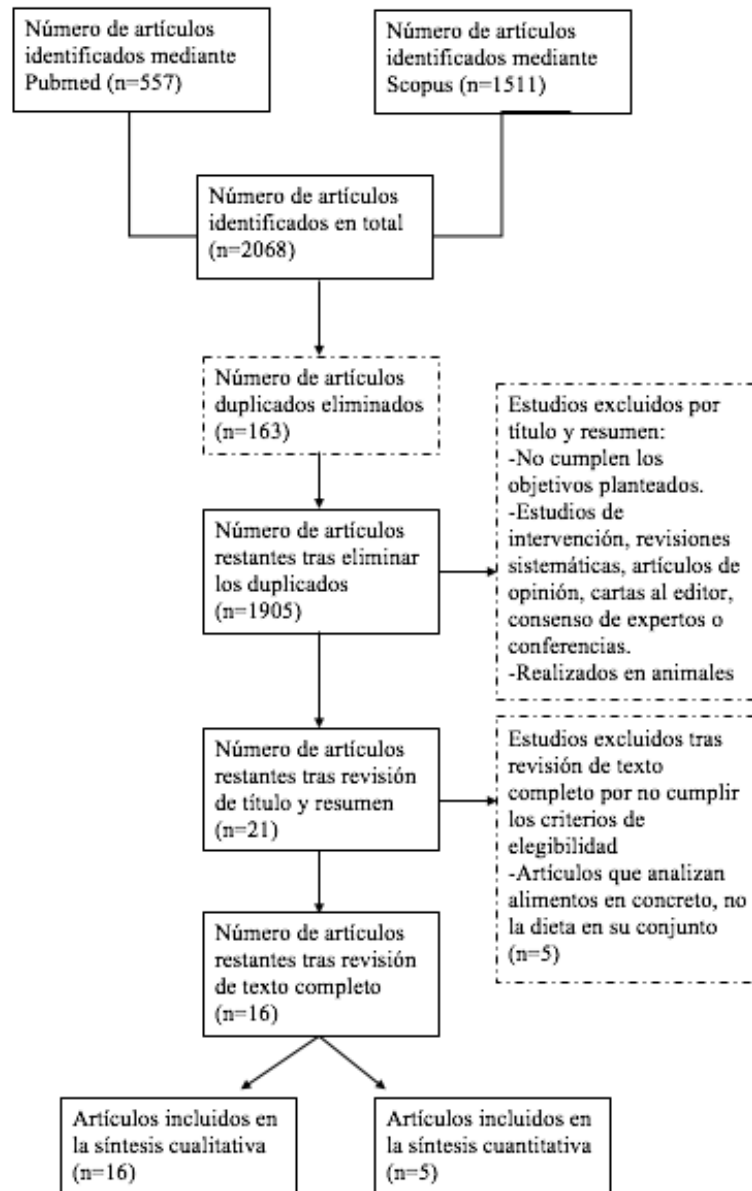 Número de artículos
identificados mediante
Pubmed (n=557)
Número de artículos
identificados mediante
Scopus (n=1511)
Número de artículos
identificados en total
(n=2068)
Número de artículos
duplicados eliminados
(n=163)
Estudios excluidos por
título y resumen:
-No cumplen los
objetivos planteados.
-Estudios de
intervención, revisiones
sistemáticas, artículos de
opinión, cartas al editor,
consenso de expertos o
conferencias.
-Realizados en animales
Número de artículos
restantes tras eliminar
los duplicados
(n=1905)
Número de artículos
restantes tras revisión
de título y resumen
(n=21)
Estudios excluidos tras
revisión de texto
completo por no cumplir
los criterios de
elegibilidad
-Artículos que analizan
alimentos en concreto, no
la dieta en su conjunto
(n=5)
Número de artículos
restantes tras revisión
de texto completo
(n=16)
Artículos incluidos en
la síntesis cualitativa
(n=16)
Artículos incluidos en
la síntesis cuantitativa
(n=5)